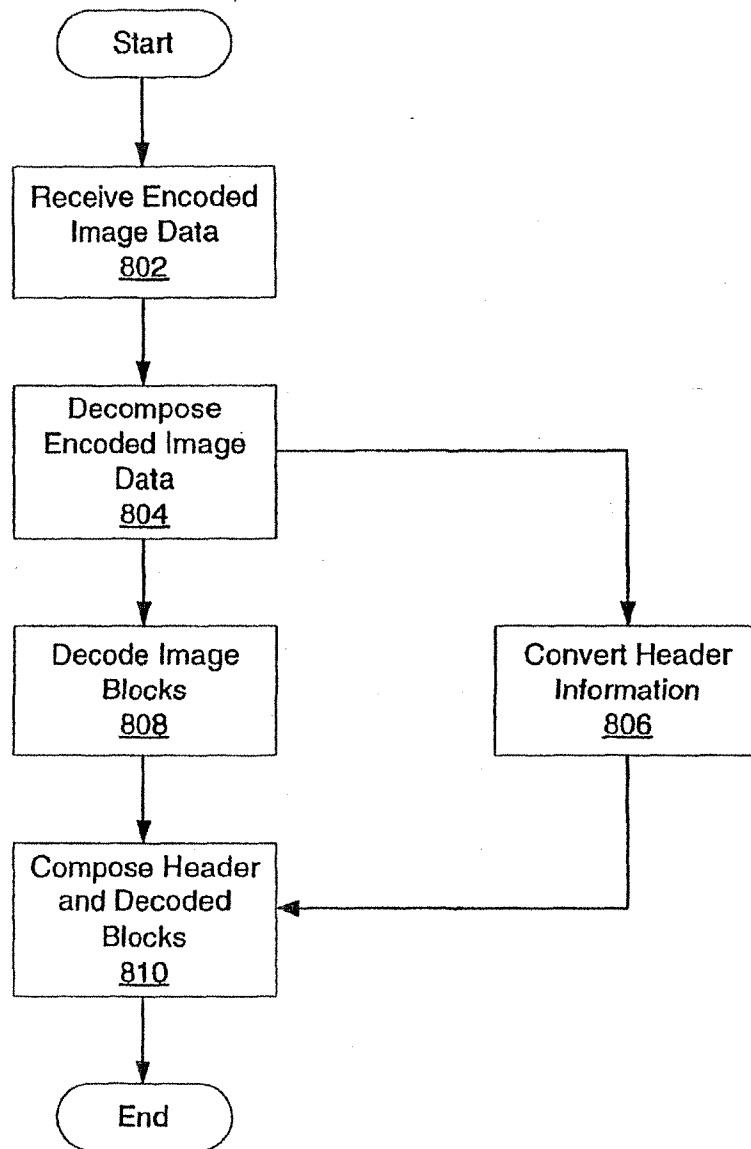 Start
Receive Encoded
Image Data
802
Decompose
Encoded Image
Data
804
Decode Image
Blocks
808
Convert Header
Information
806
Compose Header
and Decoded
Blocks
810
End